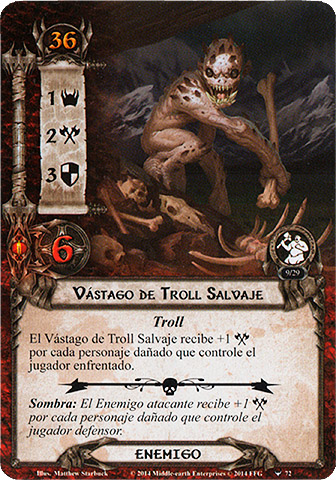 36
1
2
3
6
9/29
VÁSTAGO DE TROLL SALVAJE
Troll
El Vástago de Troll Salvaje recibe +1
por cada personaje dañado que controle el
jugador enfrentado.
Sombra: El Enemigo atacante recibe +1
por cada personaje dañado que controle el
jugador defensor.
ENEMIGO
Illus. Matthew Starbuck © 2014 Middle-earth Enterprises © 2014 FFG 72